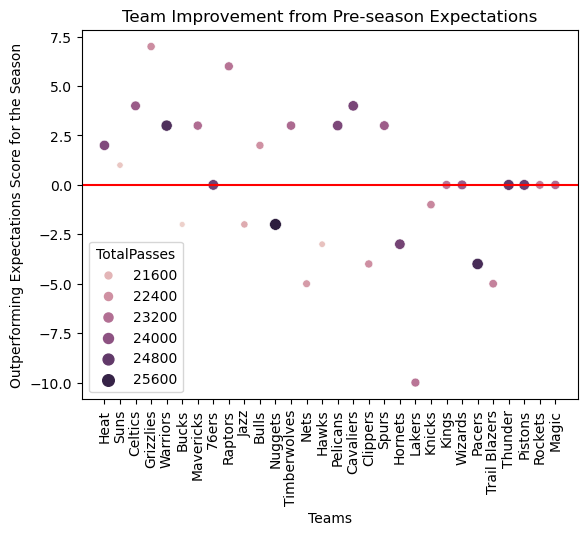 Team Improvement from Pre-season Expectations
Outperforming Expectations Score for the Season
7.5
5.0
2.5
0.0
−2.5
−5.0
−7.5
−10.0
TotalPasses
21600
22400
23200
24000
24800
25600
Heat
Suns
Celtics
Grizzlies
Warriors
Bucks
Mavericks
76ers
Raptors
Jazz
Bulls
Nuggets
Timberwolves
Nets
Hawks
Pelicans
Cavaliers
Clippers
Spurs
Hornets
Lakers
Knicks
Kings
Wizards
Pacers
Trail Blazers
Thunder
Pistons
Rockets
Magic
Teams